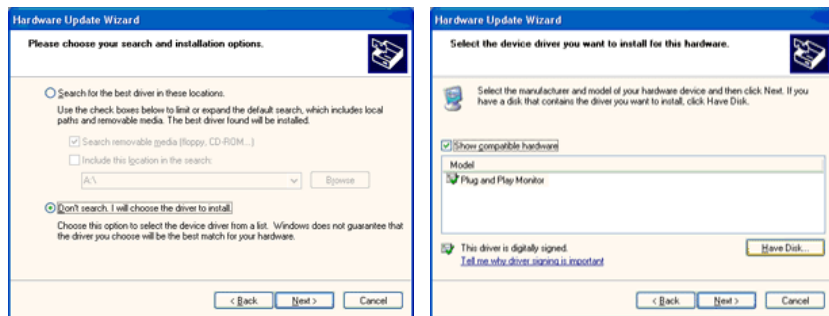 Hardware Update Wizard
Please choose your search and installation options.
Search for the best driver in these locations.
Use the check boxes below to limit or expand the default search, which includes local
paths and removable media. The best driver found will be installed.
Search removable media (floppy, CD-ROM...)
Include this location in the search:
A:\
Browse
Don't search. I will choose the driver to install.
Choose this option to select the device driver from a list. Windows does not guarantee that
the driver you choose will be the best match for your hardware.
< Back
Next >
Cancel
Hardware Update Wizard
Select the device driver you want to install for this hardware.
Select the manufacturer and model of your hardware device and then click Next. If you
have a disk that contains the driver you want to install, click Have Disk.
Show compatible hardware
Model
Plug and Play Monitor
This driver is digitally signed.
Tell me why driver signing is important
Have Disk...
< Back
Next >
Cancel